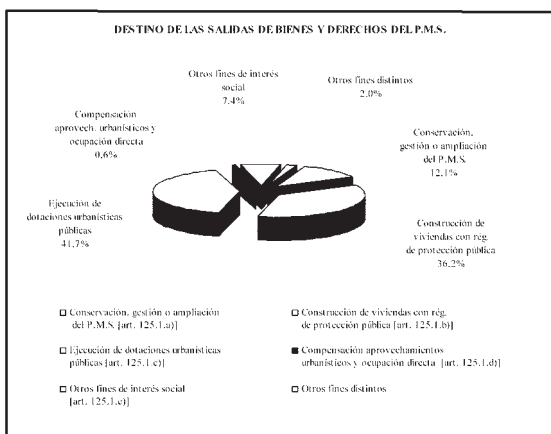 DESTINO DE LAS SALIDAS DE BIENES Y DERECHOS DEL P.M.S.
Otros fines de interés
social
7,4%
Otros fines distintos
2,0%
Compensación
aprovech. urbanísticos y
ocupación directa
0,6%
Conservación,
gestión o ampliación
del P.M.S.
12,1%
Ejecución de
dotaciones urbanísticas
públicas
41,7%
Construcción de
viviendas con rég.
de protección pública
36,2%
Conservación, gestión o ampliación
del P.M.S. [art. 125.1.a)]
Construcción de viviendas con rég.
de protección pública [art. 125.1.b)]
Ejecución de dotaciones urbanísticas
públicas [art. 125.1.c)]
Compensación aprovechamientos
urbanísticos y ocupación directa [art. 125.1.d)]
Otros fines de interés social
[art. 125.1.e)]
Otros fines distintos